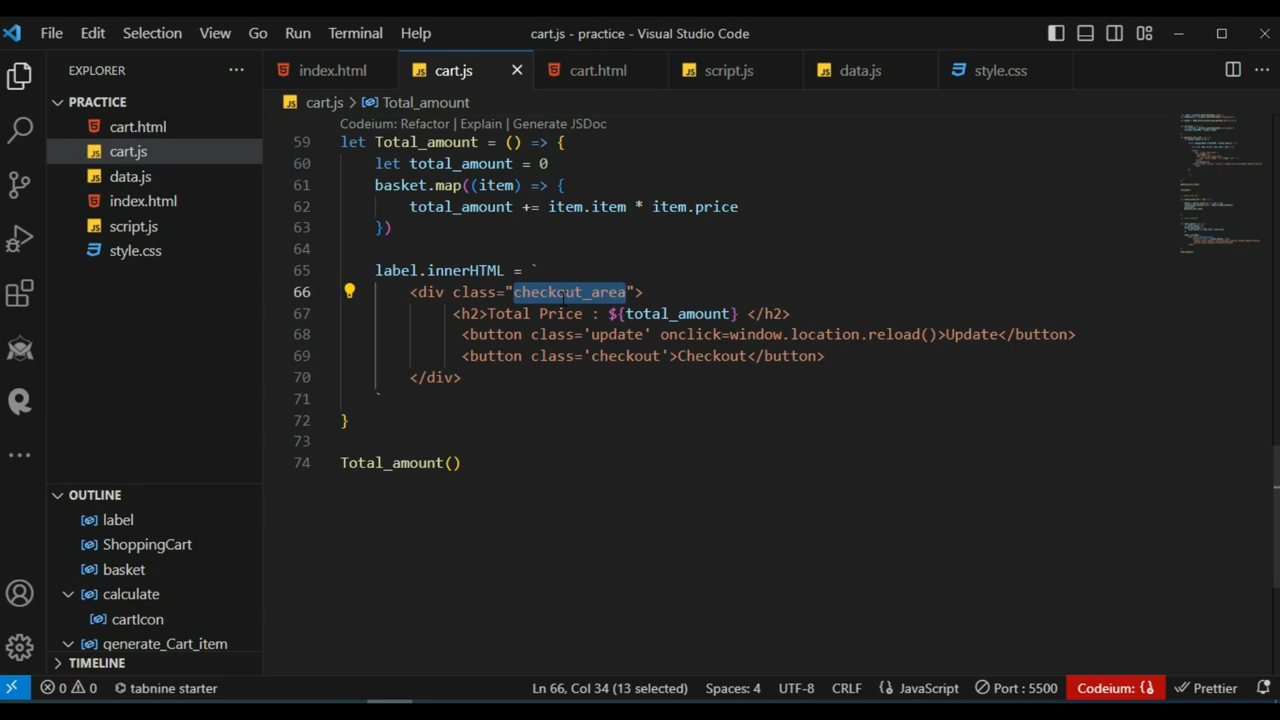 File Edit Selection View Go Run Terminal Help cart.js - practice - Visual Studio Code
EXPLORER
PRACTICE
cart.html
cart.js
data.js
index.html
script.js
style.css
OUTLINE
label
ShoppingCart
basket
calculate
cartIcon
generate_Cart_item
TIMELINE
index.html cart.js cart.html script.js data.js style.css
cart.js > Total_amount
Codeium: Refactor | Explain | Generate JSDoc
59 let Total_amount = () => {
60 let total_amount = 0
61 basket.map((item) => {
62 total_amount += item.item * item.price
63 })
64
65 label.innerHTML = `
66 <div class="checkout_area">
67 <h2>Total Price : ${total_amount} </h2>
68 <button class='update' onclick=window.location.reload()>Update</button>
69 <button class='checkout'>Checkout</button>
70 </div>
71 `
72 }
73
74 Total_amount()
0 0 tabnine starter Ln 66, Col 34 (13 selected) Spaces: 4 UTF-8 CRLF JavaScript Port : 5500 Codeium: {} Prettier